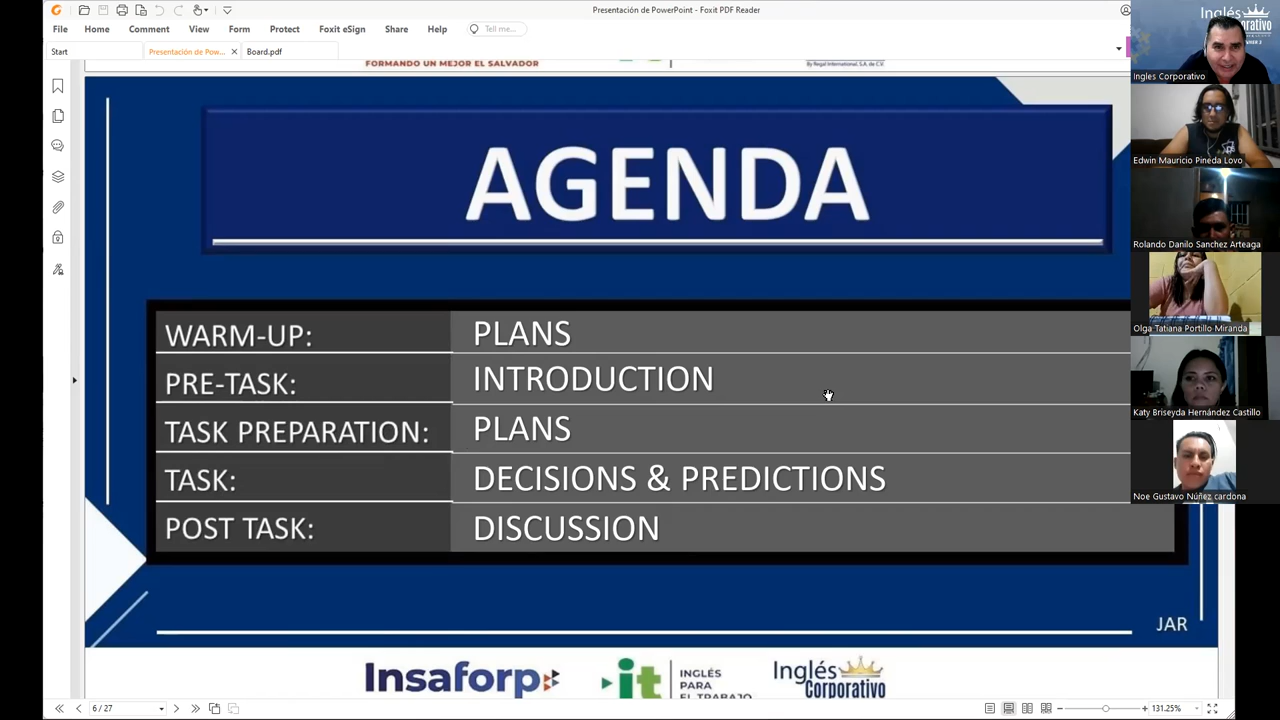 Presentación de PowerPoint - Foxit PDF Reader
File Home Comment View Form Protect Foxit eSign Share Help Tell me...
Start Presentación de Pow... Board.pdf
FORMANDO UN MEJOR EL SALVADOR
By Regal International, S.A. de C.V.
AGENDA
WARM-UP: PLANS
PRE-TASK: INTRODUCTION
TASK PREPARATION: PLANS
TASK: DECISIONS & PREDICTIONS
POST TASK: DISCUSSION
JAR
Insaforp
it
INGLÉS
PARA
EL TRABAJO
Inglés
Corporativo
6 / 27
131.25%
Inglés
Corporativo
Ingles Corporativo
Edwin Mauricio Pineda Lovo
Rolando Danilo Sanchez Arteaga
Olga Tatiana Portillo Miranda
Katy Briseyda Hernández Castillo
Noe Gustavo Núñez cardona